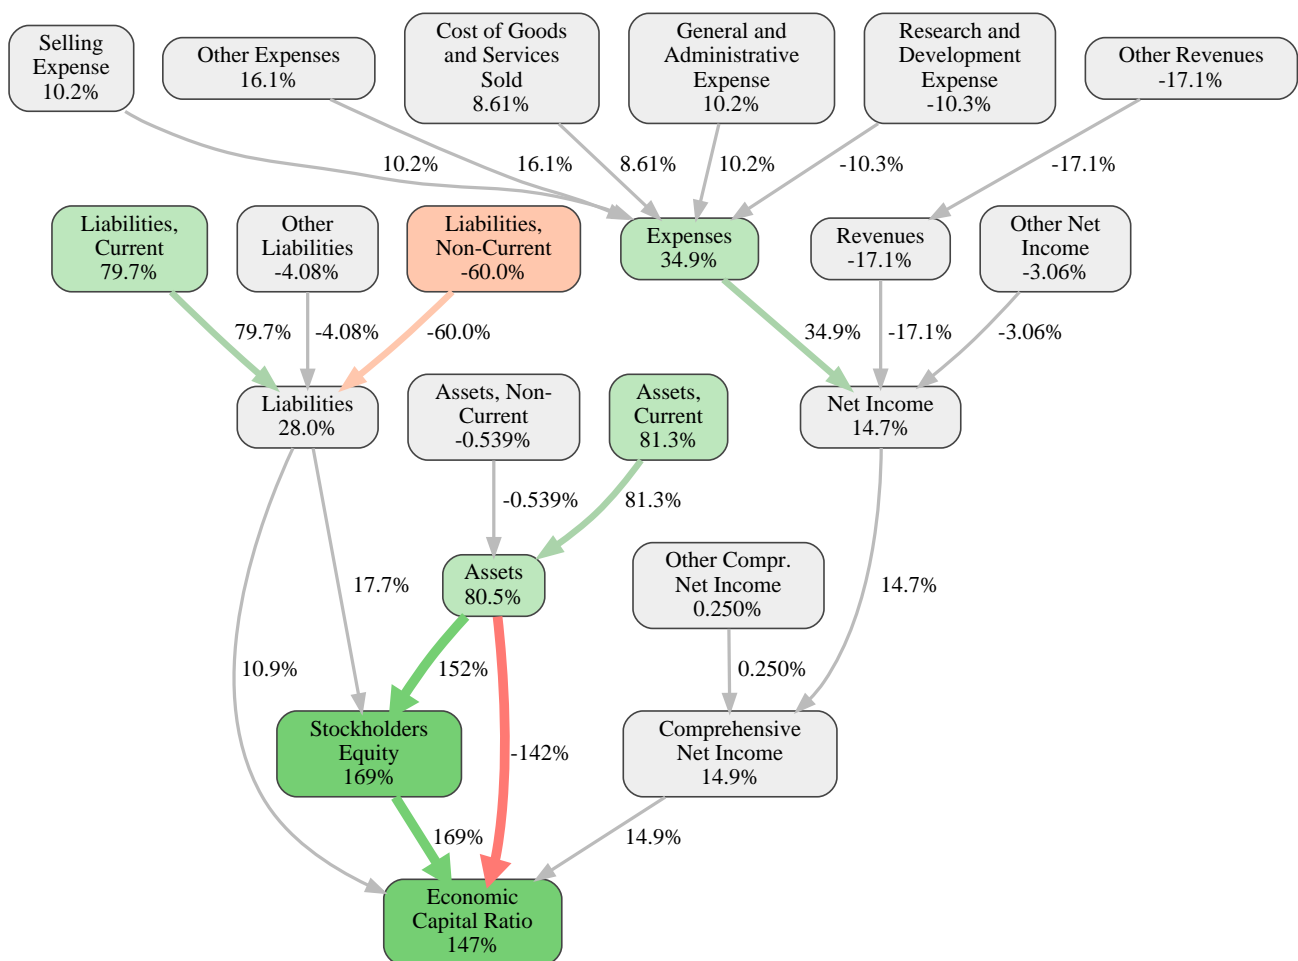 Selling
Expense
10.2%
Other Expenses
16.1%
Cost of Goods
and Services
Sold
8.61%
General and
Administrative
Expense
10.2%
Research and
Development
Expense
-10.3%
Other Revenues
-17.1%
10.2%
16.1%
8.61%
10.2%
-10.3%
-17.1%
Liabilities,
Current
79.7%
Other
Liabilities
-4.08%
Liabilities,
Non-Current
-60.0%
Expenses
34.9%
Revenues
-17.1%
Other Net
Income
-3.06%
79.7%
-4.08%
-60.0%
34.9%
-17.1%
-3.06%
Liabilities
28.0%
Assets, Non-
Current
-0.539%
Assets,
Current
81.3%
Net Income
14.7%
-0.539%
81.3%
Assets
80.5%
Other Compr.
Net Income
0.250%
17.7%
14.7%
10.9%
152%
0.250%
Stockholders
Equity
169%
-142%
Comprehensive
Net Income
14.9%
169%
14.9%
Economic
Capital Ratio
147%